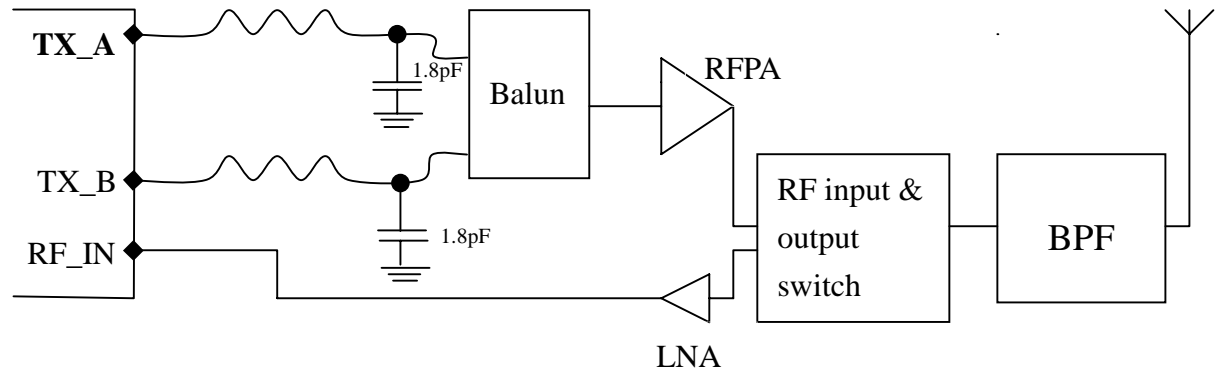 TX_A
1.8pF
Balun
RFPA
TX_B
1.8pF
RF_IN
RF input &
output
switch
BPF
LNA